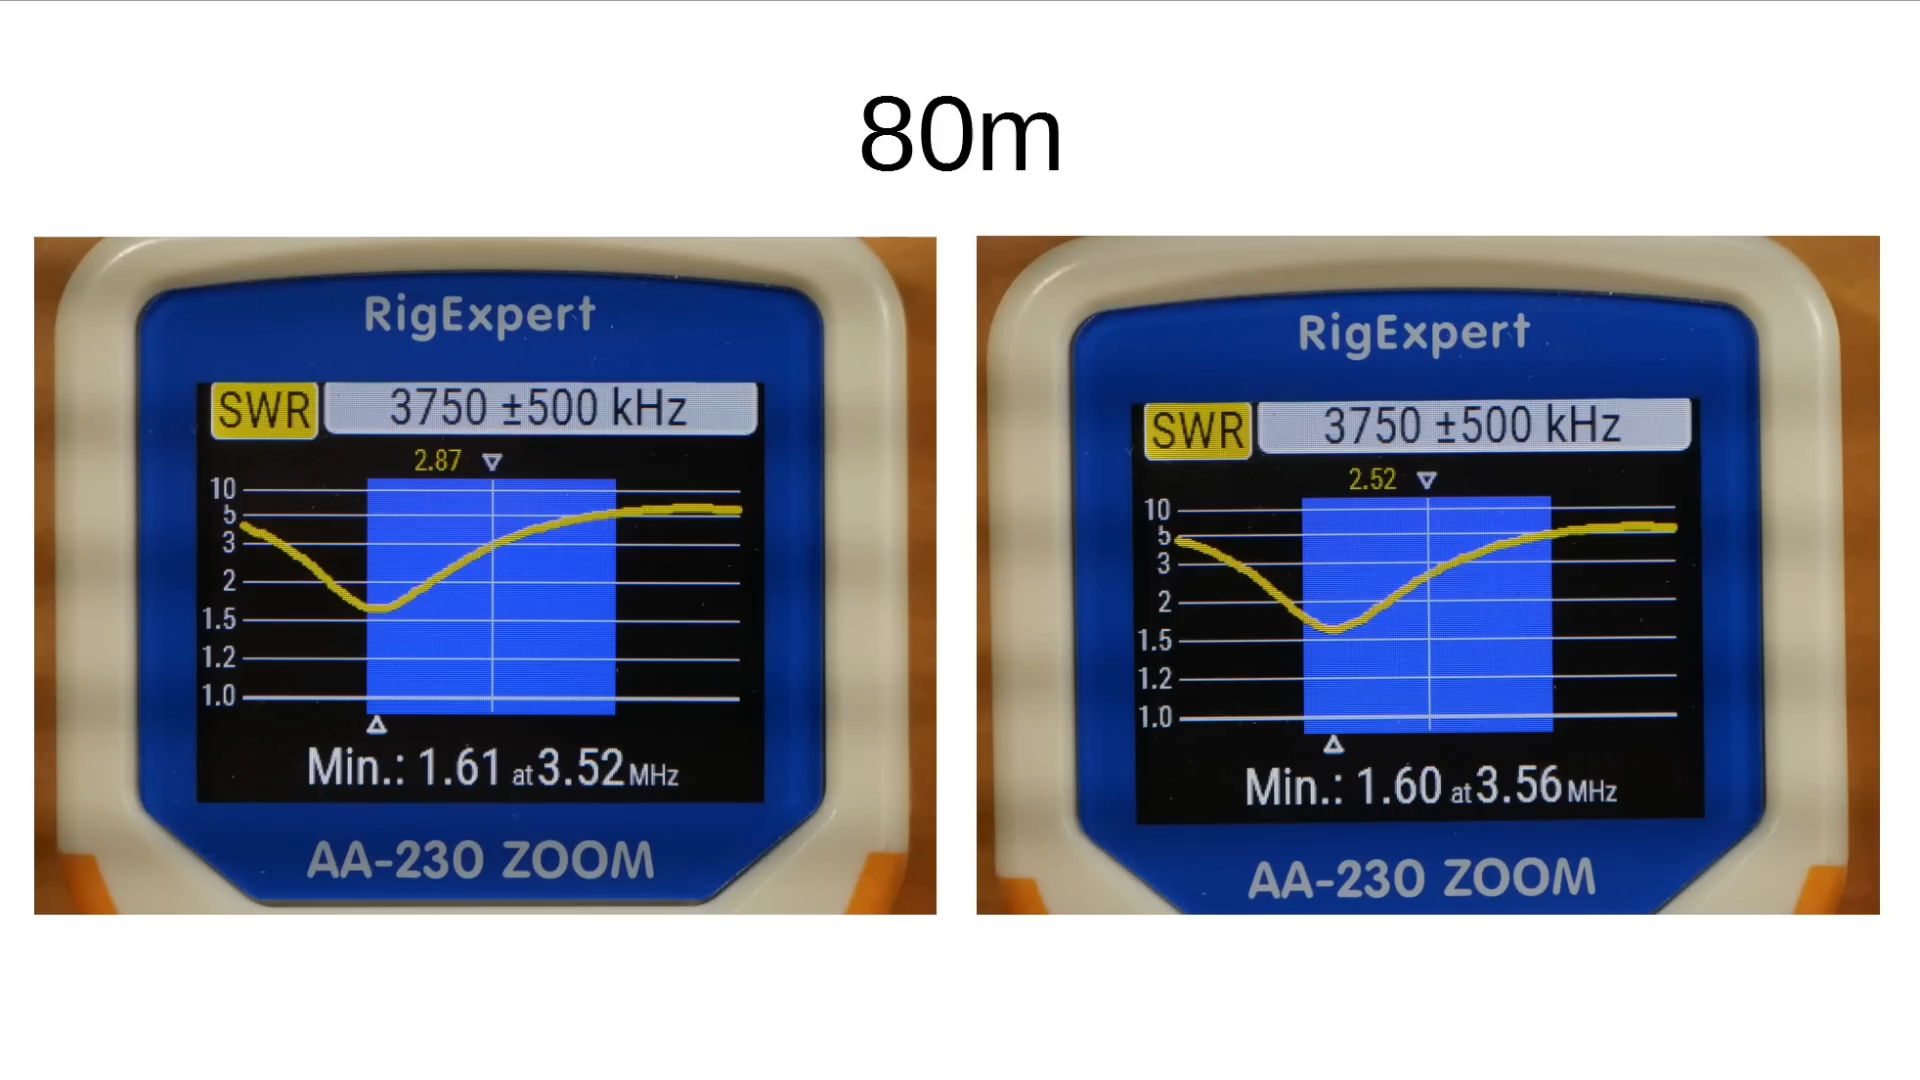 80m
RigExpert
SWR 3750 ±500 kHz
2.87
10
5
3
2
1.5
1.2
1.0
Min.: 1.61 at 3.52 MHz
AA-230 ZOOM
RigExpert
SWR 3750 ±500 kHz
2.52
10
5
3
2
1.5
1.2
1.0
Min.: 1.60 at 3.56 MHz
AA-230 ZOOM